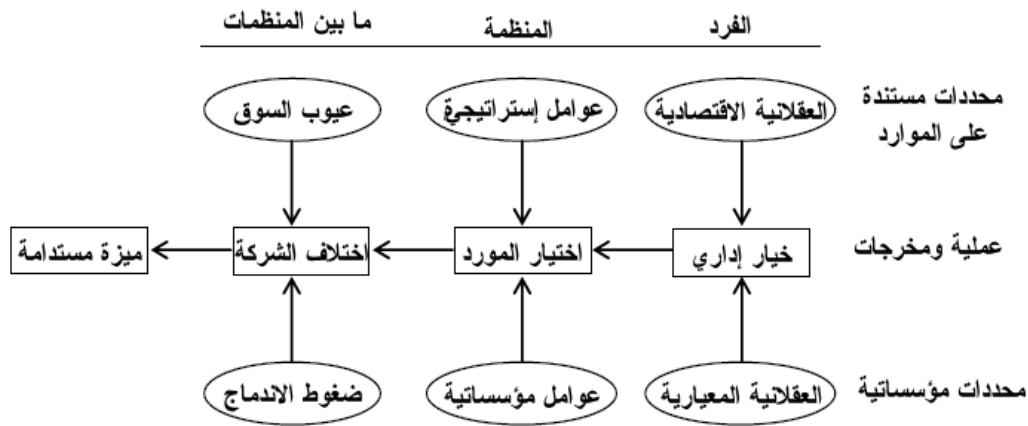 الفرد المنظمة ما بين المنظمات
محددات مستندة
على الموارد
العقلانية الاقتصادية عوامل إستراتيجية عيوب السوق
عملية ومخرجات خيار إداري اختيار المورد اختلاف الشركة ميزة مستدامة
محددات مؤسساتية العقلانية المعيارية عوامل مؤسساتية ضغوط الاندماج